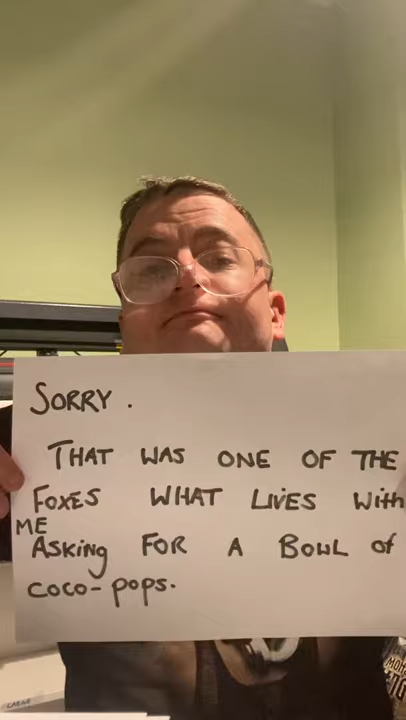 SORRY.
THAT WAS ONE OF THE
FOXES WHAT LIVES WITH
ME
ASKING FOR A BOWL OF
COCO-POPS.